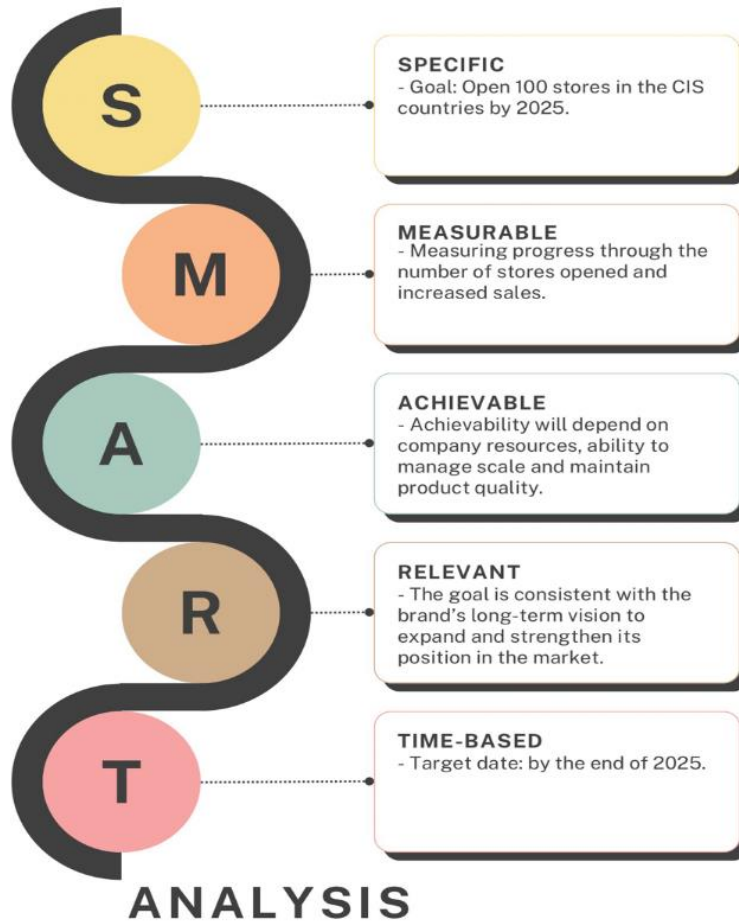 S
SPECIFIC
- Goal: Open 100 stores in the CIS
countries by 2025.
M
MEASURABLE
- Measuring progress through the
number of stores opened and
increased sales.
A
ACHIEVABLE
- Achievability will depend on
company resources, ability to
manage scale and maintain
product quality.
R
RELEVANT
- The goal is consistent with the
brand's long-term vision to
expand and strengthen its
position in the market.
T
TIME-BASED
- Target date: by the end of 2025.
ANALYSIS